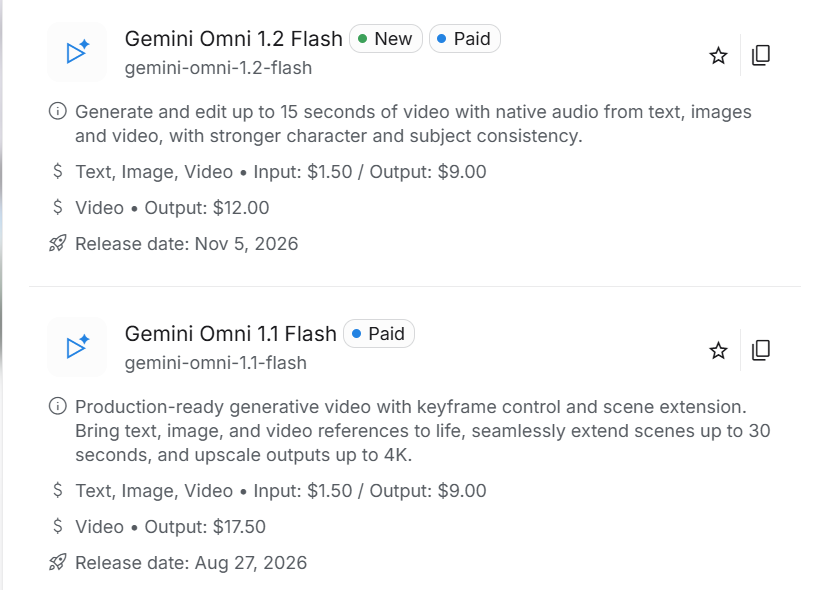 Gemini Omni 1.2 Flash New Paid
gemini-omni-1.2-flash
Generate and edit up to 15 seconds of video with native audio from text, images
and video, with stronger character and subject consistency.
$ Text, Image, Video • Input: $1.50 / Output: $9.00
$ Video • Output: $12.00
Release date: Nov 5, 2026
Gemini Omni 1.1 Flash Paid
gemini-omni-1.1-flash
Production-ready generative video with keyframe control and scene extension.
Bring text, image, and video references to life, seamlessly extend scenes up to 30
seconds, and upscale outputs up to 4K.
$ Text, Image, Video • Input: $1.50 / Output: $9.00
$ Video • Output: $17.50
Release date: Aug 27, 2026